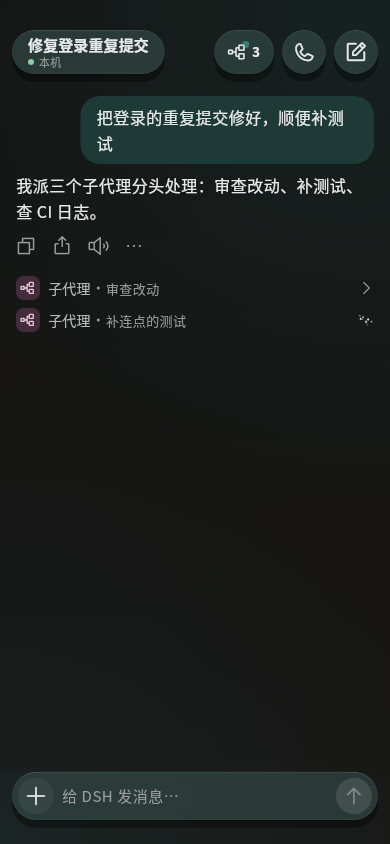 修复登录重复提交
本机
3
把登录的重复提交修好，顺便补测
试
我派三个子代理分头处理：审查改动、补测试、
查 CI 日志。
子代理・审查改动
子代理・补连点的测试
给 DSH 发消息…